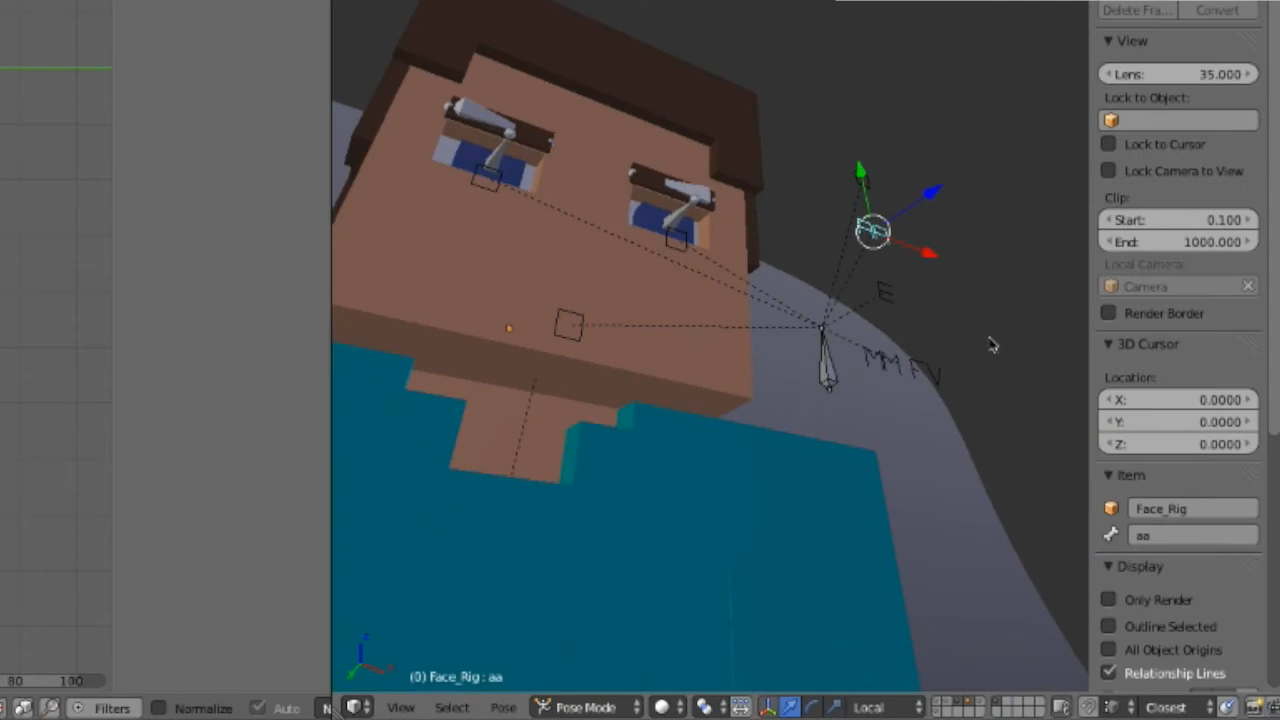 Delete Fra... Convert
View
Lens: 35.000
Lock to Object:
Lock to Cursor
Lock Camera to View
Clip:
Start: 0.100
End: 1000.000
Local Camera:
Camera
Render Border
3D Cursor
Location:
X: 0.0000
Y: 0.0000
Z: 0.0000
Item
Face_Rig
aa
Display
Only Render
Outline Selected
All Object Origins
Relationship Lines
E
MM FV
(0) Face_Rig : aa
80 100
Filters Normalize Auto N View Select Pose Pose Mode Local Closest